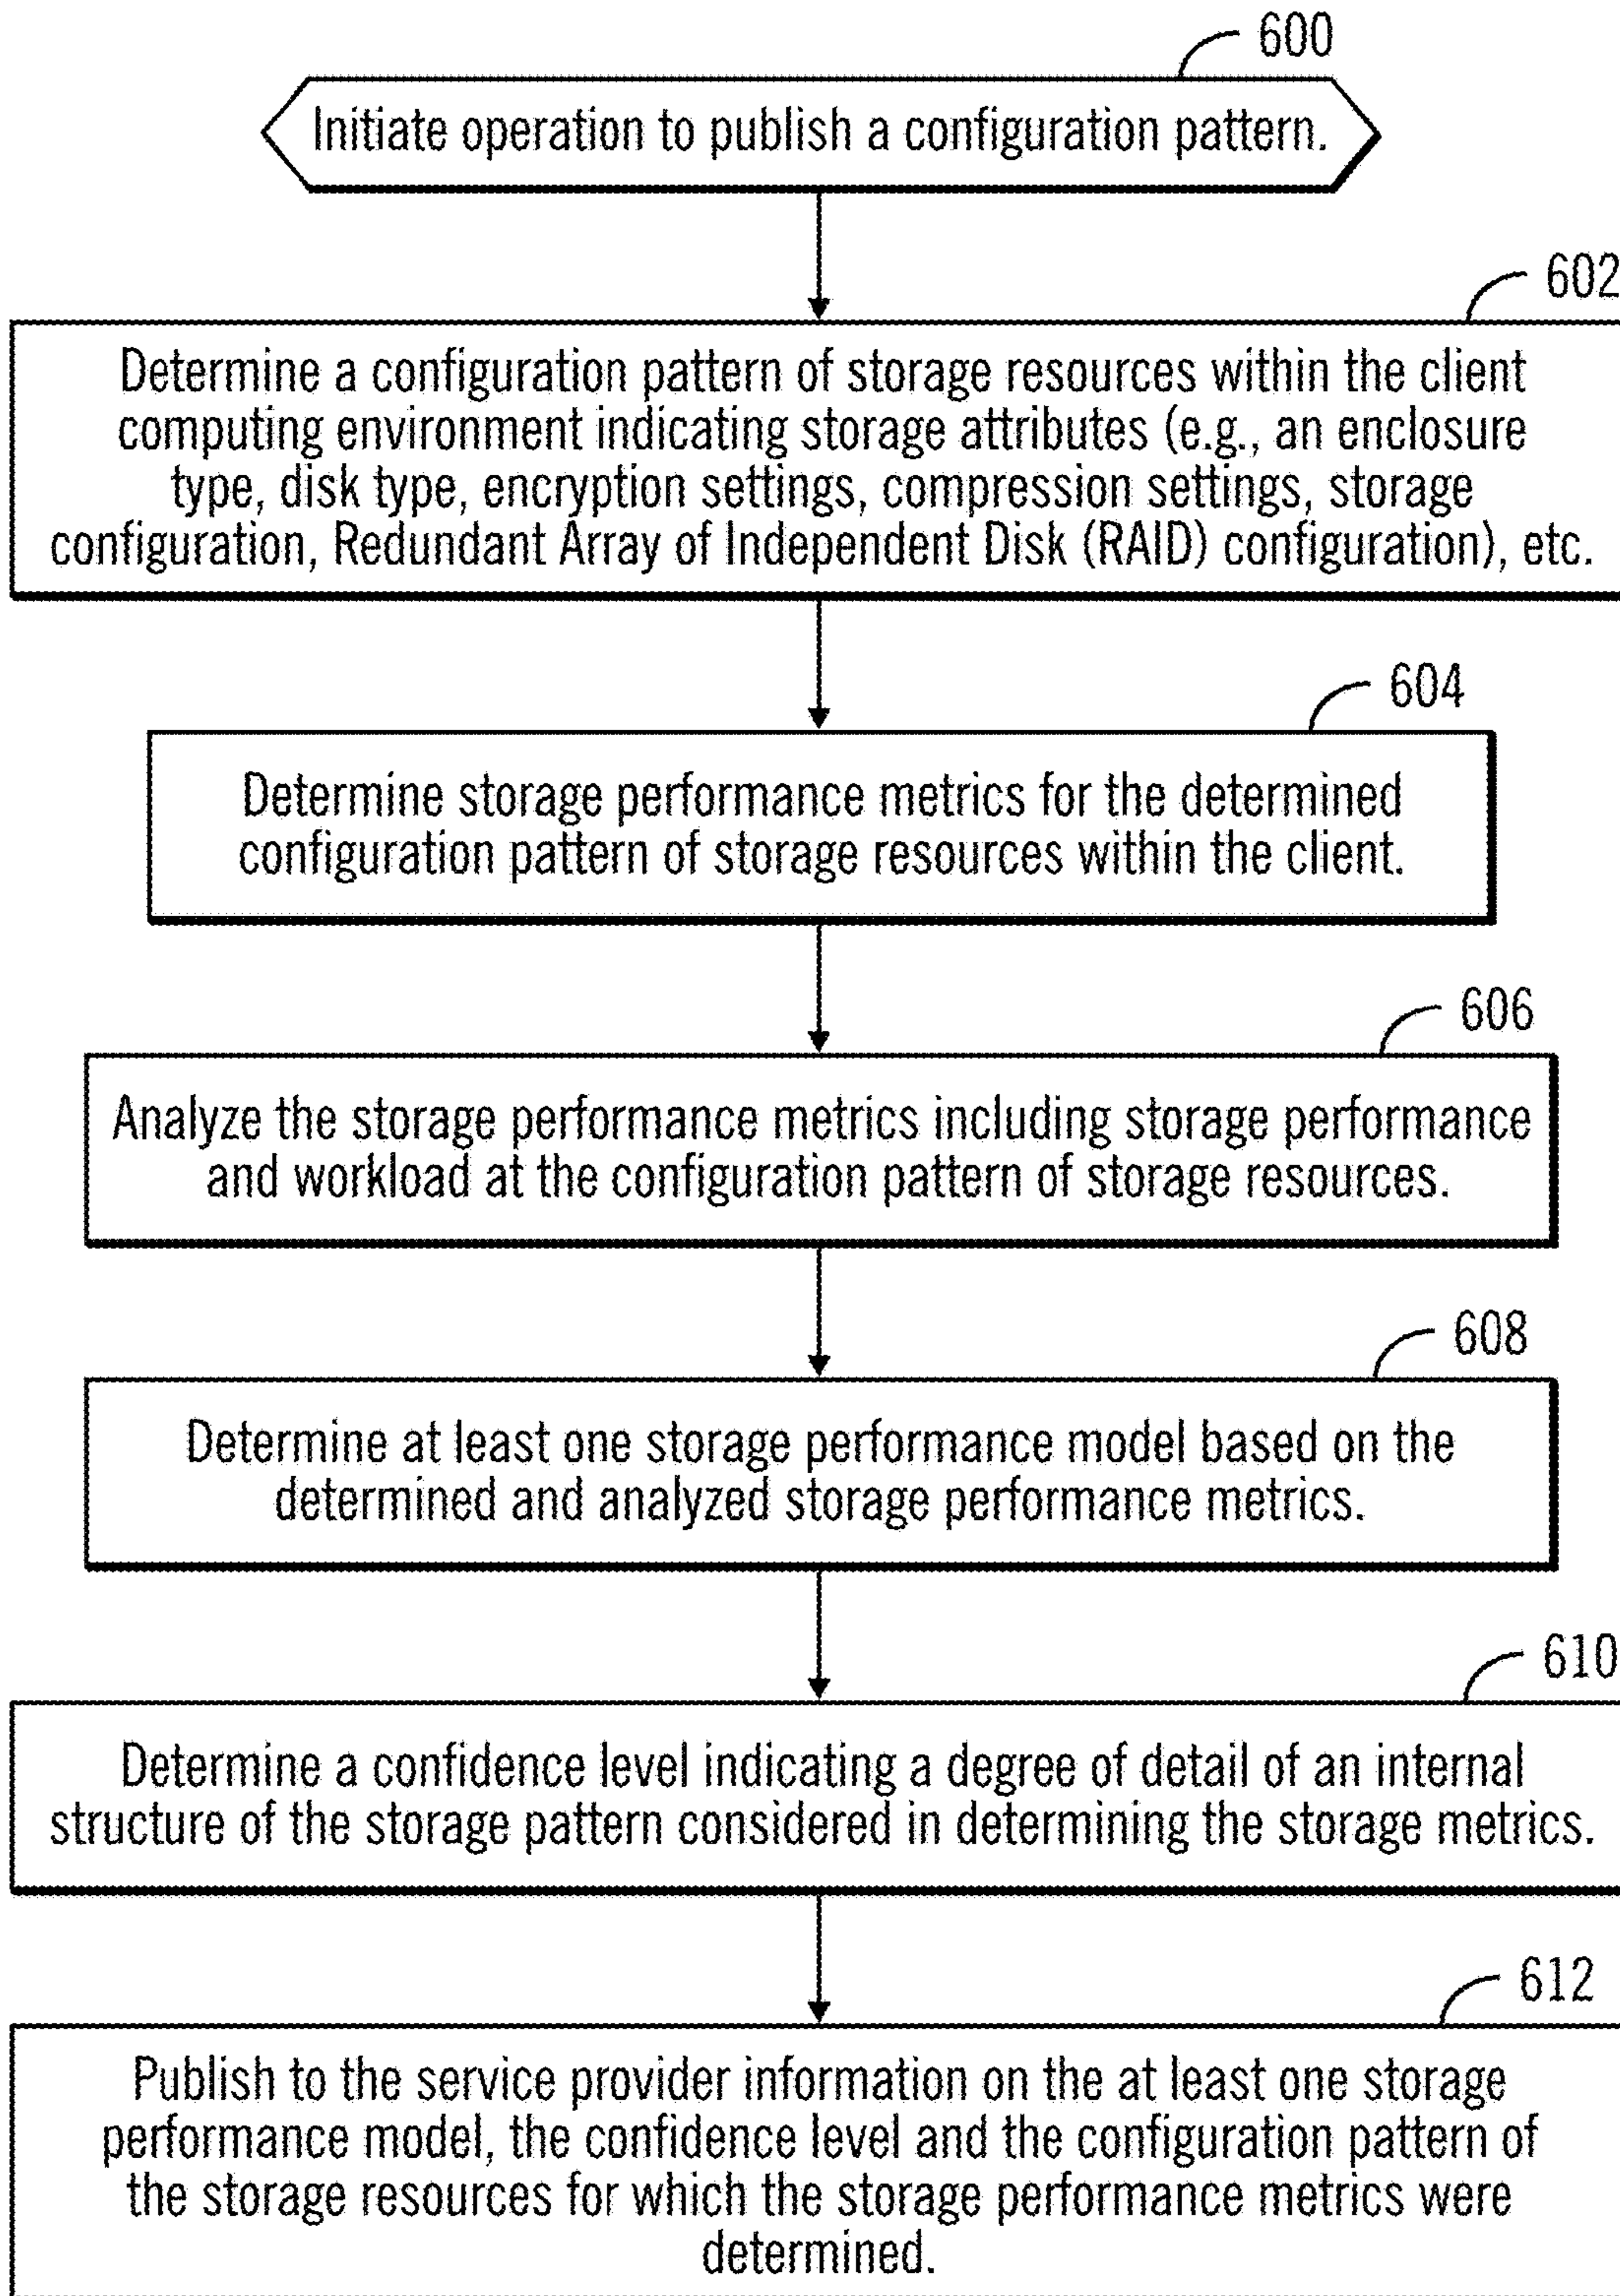 600
Initiate operation to publish a configuration pattern.
602
Determine a configuration pattern of storage resources within the client
computing environment indicating storage attributes (e.g., an enclosure
type, disk type, encryption settings, compression settings, storage
configuration, Redundant Array of Independent Disk (RAID) configuration), etc.
604
Determine storage performance metrics for the determined
configuration pattern of storage resources within the client.
606
Analyze the storage performance metrics including storage performance
and workload at the configuration pattern of storage resources.
608
Determine at least one storage performance model based on the
determined and analyzed storage performance metrics.
610
Determine a confidence level indicating a degree of detail of an internal
structure of the storage pattern considered in determining the storage metrics.
612
Publish to the service provider information on the at least one storage
performance model, the confidence level and the configuration pattern of
the storage resources for which the storage performance metrics were
determined.